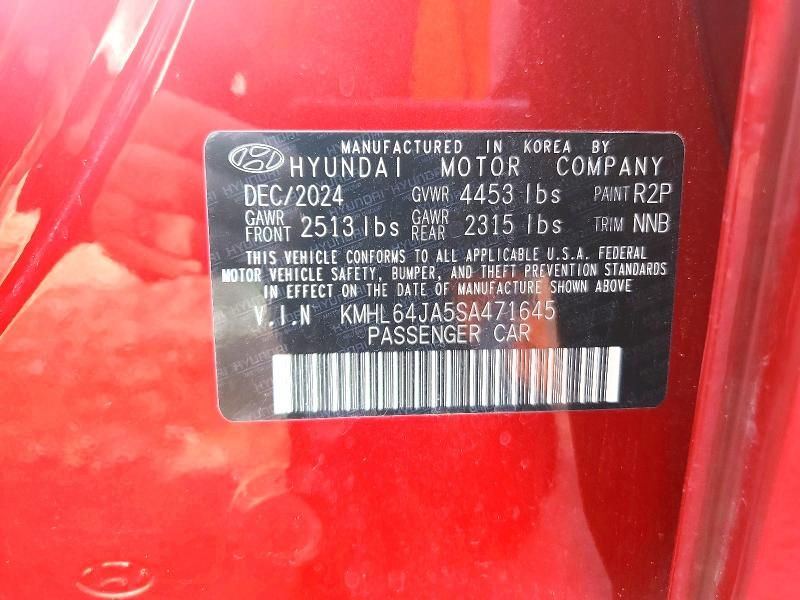 MANUFACTURED IN KOREA BY
HYUNDAI MOTOR COMPANY
DEC/2024 GVWR 4453 lbs PAINT R2P
GAWR FRONT 2513 lbs GAWR REAR 2315 lbs TRIM NNB
THIS VEHICLE CONFORMS TO ALL APPLICABLE U.S.A. FEDERAL
MOTOR VEHICLE SAFETY, BUMPER, AND THEFT PREVENTION STANDARDS
IN EFFECT ON THE DATE OF MANUFACTURE SHOWN ABOVE
V.I.N KMHL64JA5SA471645
PASSENGER CAR